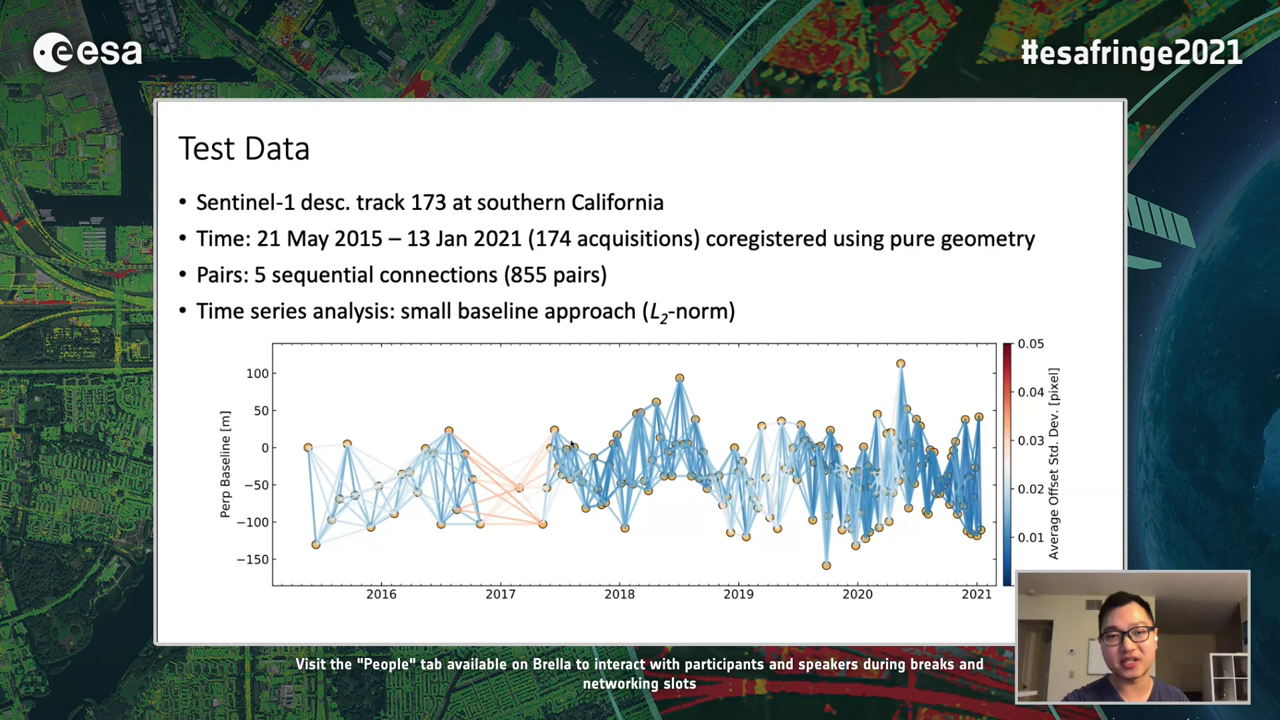 esa
#esafringe2021
Test Data
• Sentinel-1 desc. track 173 at southern California
• Time: 21 May 2015 – 13 Jan 2021 (174 acquisitions) coregistered using pure geometry
• Pairs: 5 sequential connections (855 pairs)
• Time series analysis: small baseline approach (L2-norm)
Perp Baseline [m]
100
50
0
−50
−100
−150
2016 2017 2018 2019 2020 2021
0.05
0.04
0.03
0.02
0.01
Average Offset Std. Dev. [pixel]
Visit the "People" tab available on Brella to interact with participants and speakers during breaks and
networking slots